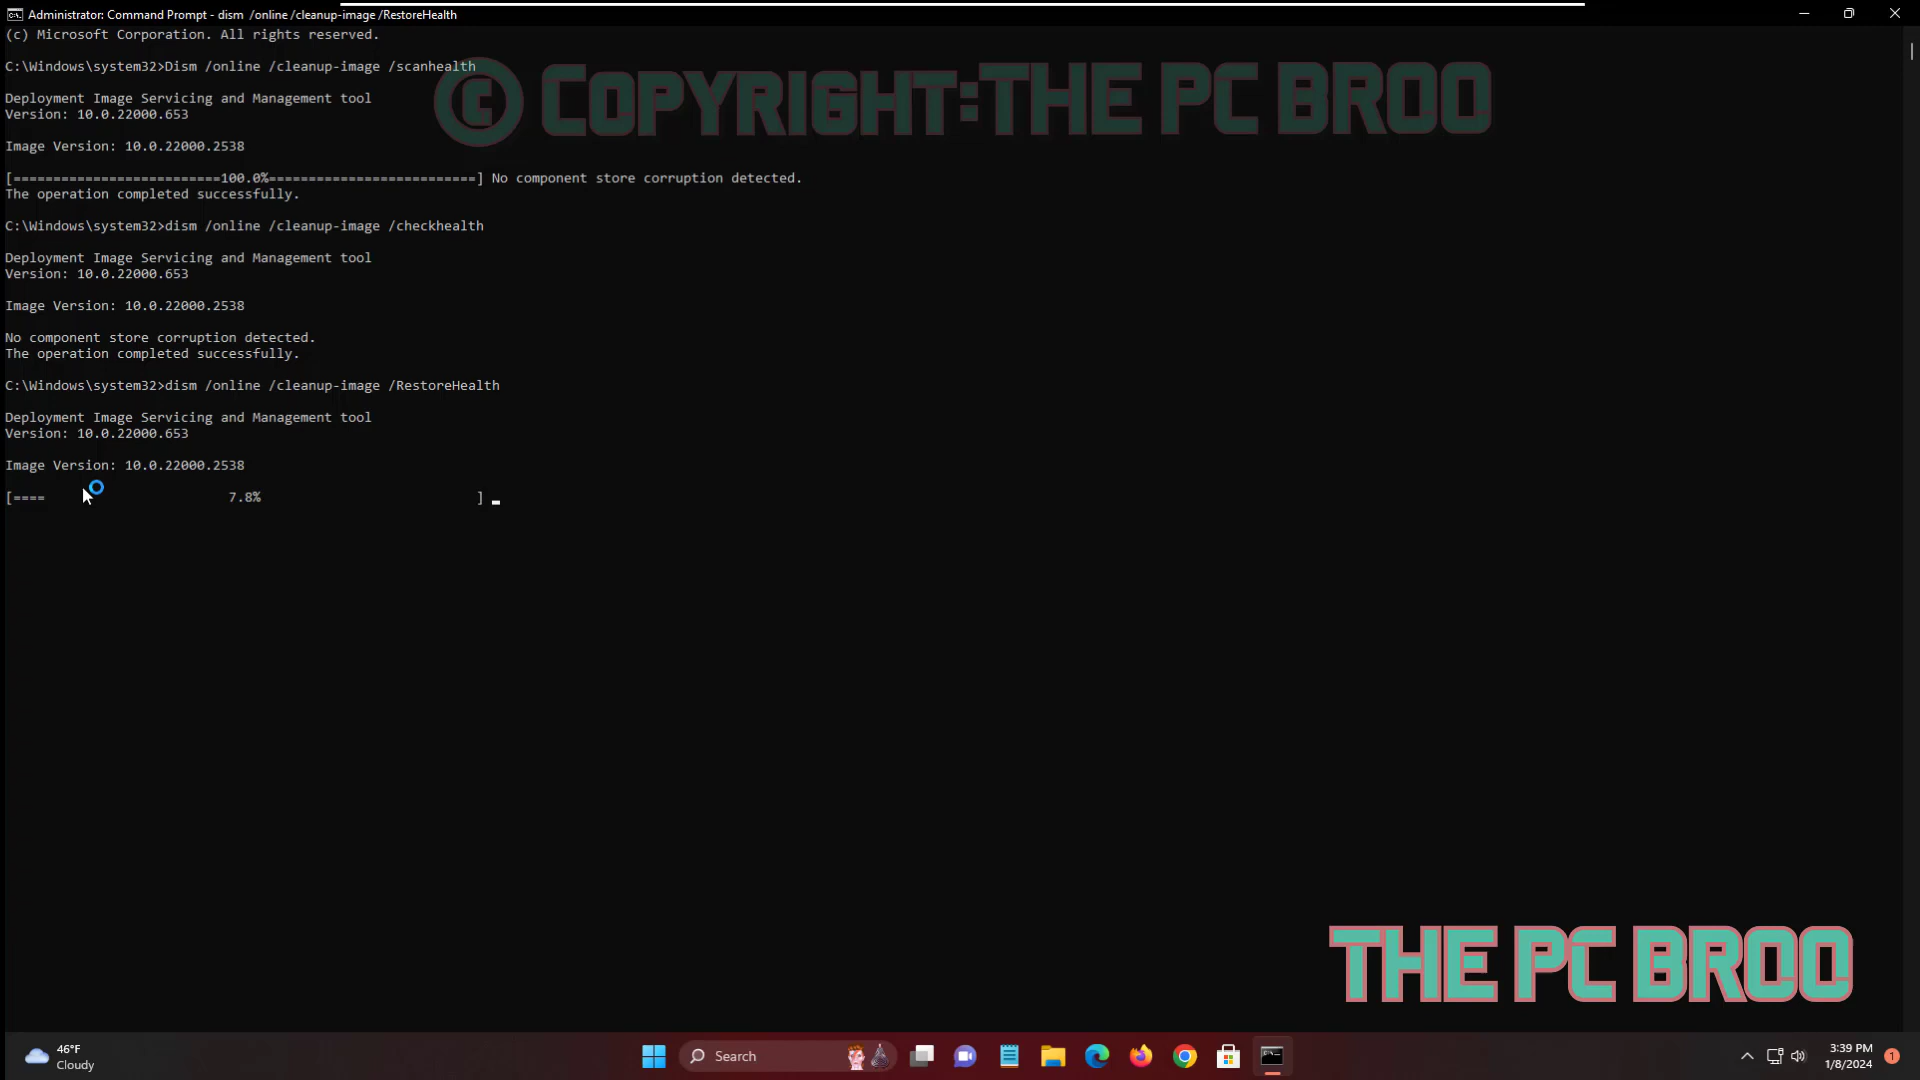 Administrator: Command Prompt - dism  /online /cleanup-image /RestoreHealth
(c) Microsoft Corporation. All rights reserved.
C:\Windows\system32>Dism /online /cleanup-image /scanhealth
© COPYRIGHT:THE PC BROO
Deployment Image Servicing and Management tool
Version: 10.0.22000.653
Image Version: 10.0.22000.2538
[==========================100.0%==========================] No component store corruption detected.
The operation completed successfully.
C:\Windows\system32>dism /online /cleanup-image /checkhealth
Deployment Image Servicing and Management tool
Version: 10.0.22000.653
Image Version: 10.0.22000.2538
No component store corruption detected.
The operation completed successfully.
C:\Windows\system32>dism /online /cleanup-image /RestoreHealth
Deployment Image Servicing and Management tool
Version: 10.0.22000.653
Image Version: 10.0.22000.2538
[====                       7.8%                           ]
THE PC BROO
46°F
Cloudy
Search
3:39 PM
1/8/2024
1